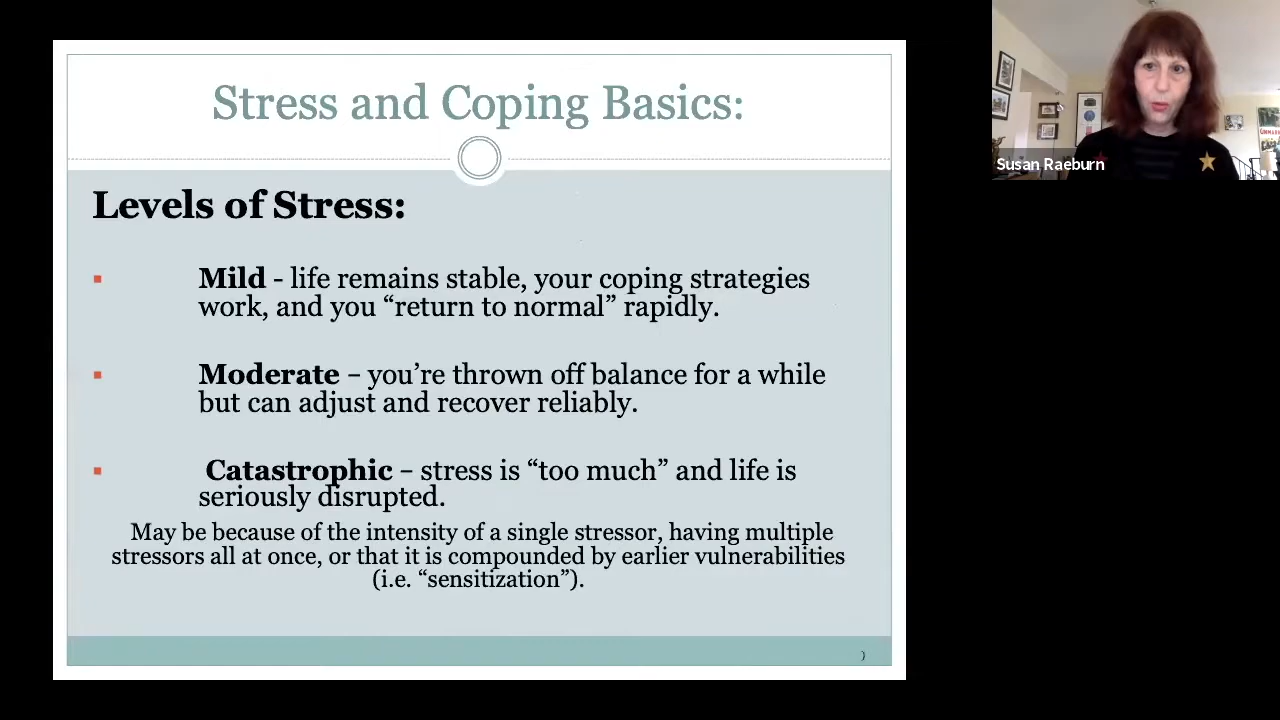 Stress and Coping Basics:
Levels of Stress:
▪ Mild - life remains stable, your coping strategies
work, and you “return to normal” rapidly.
▪ Moderate – you’re thrown off balance for a while
but can adjust and recover reliably.
▪ Catastrophic – stress is “too much” and life is
seriously disrupted.
May be because of the intensity of a single stressor, having multiple
stressors all at once, or that it is compounded by earlier vulnerabilities
(i.e. “sensitization”).
)
Susan Raeburn